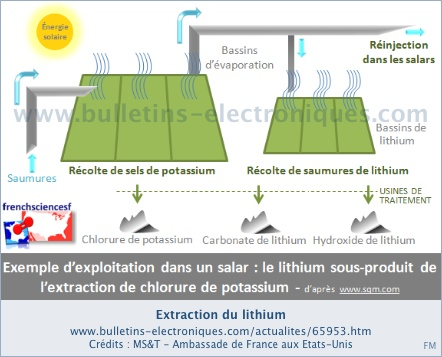 Énergie
solaire
Bassins
d'évaporation
Réinjection
dans les salars
www.bulletins-electroniques.com
Bassins de
lithium
Saumures
Récolte de sels de potassium
Récolte de saumures de lithium
USINES DE
TRAITEMENT
frenchsciencesf
Chlorure de potassium
Carbonate de lithium
Hydroxide de lithium
Exemple d'exploitation dans un salar : le lithium sous-produit de
l'extraction de chlorure de potassium - d'après www.sqm.com
Extraction du lithium
www.bulletins-electroniques.com/actualites/65953.htm
Crédits : MS&T - Ambassade de France aux Etats-Unis
FM